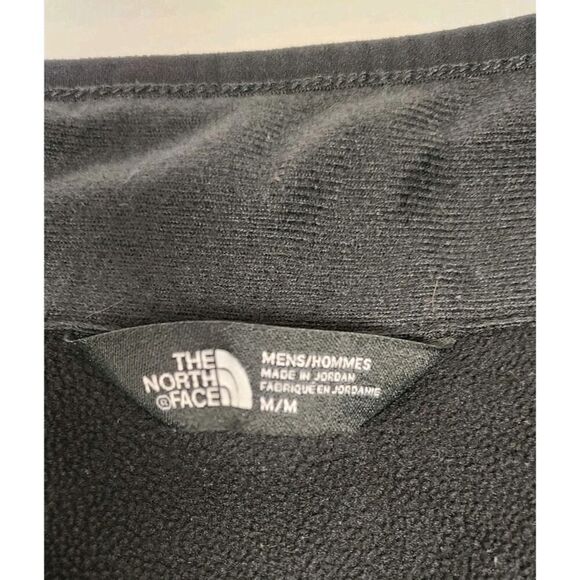 THE
NORTH
®FACE
MENS/HOMMES
MADE IN JORDAN
FABRIQUÉ EN JORDANIE
M/M